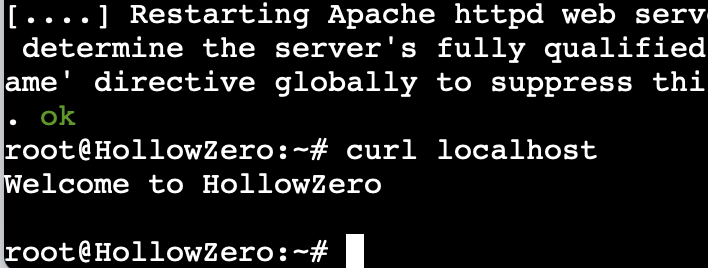 [....] Restarting Apache httpd web serv
determine the server's fully qualified
ame' directive globally to suppress thi
. ok
root@HollowZero:~# curl localhost
Welcome to HollowZero
root@HollowZero:~#